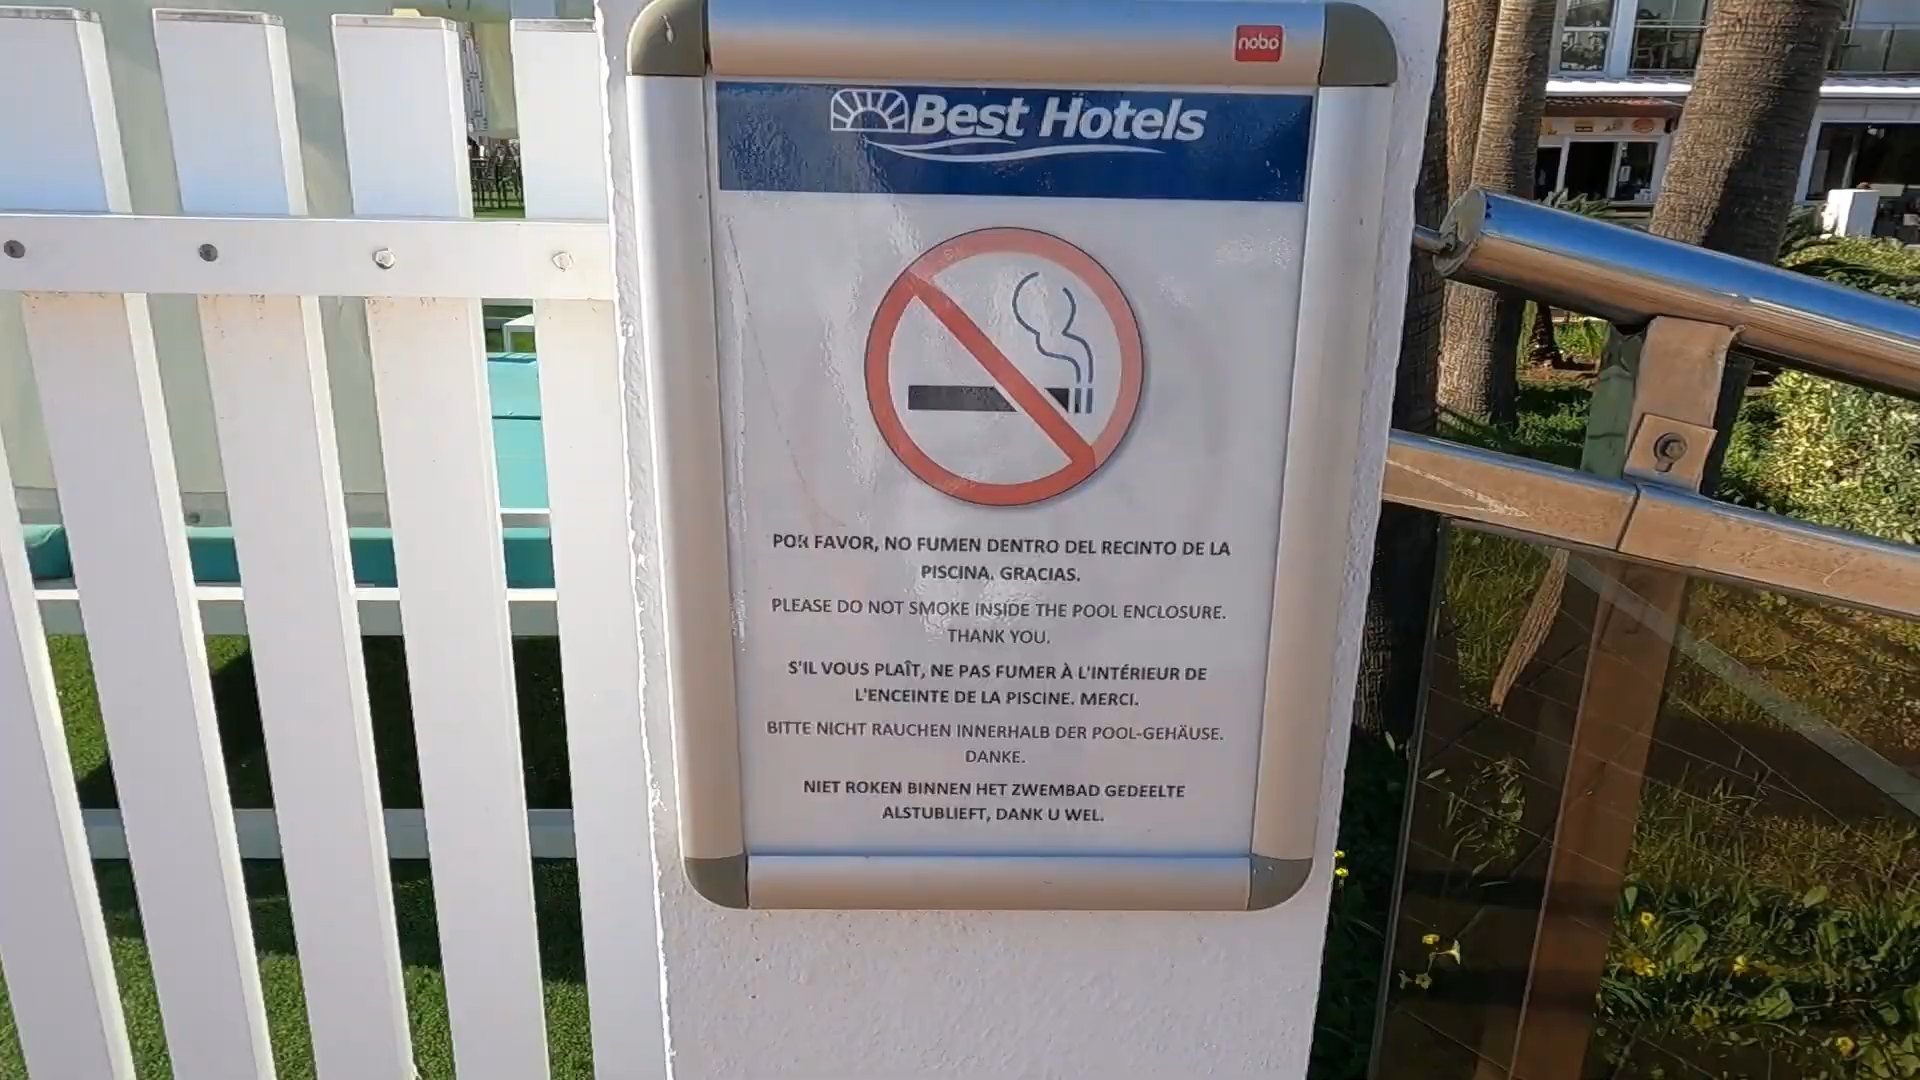 nobo
Best Hotels
POR FAVOR, NO FUMEN DENTRO DEL RECINTO DE LA
PISCINA. GRACIAS.
PLEASE DO NOT SMOKE INSIDE THE POOL ENCLOSURE.
THANK YOU.
S'IL VOUS PLAÎT, NE PAS FUMER À L'INTÉRIEUR DE
L'ENCEINTE DE LA PISCINE. MERCI.
BITTE NICHT RAUCHEN INNERHALB DER POOL-GEHÄUSE.
DANKE.
NIET ROKEN BINNEN HET ZWEMBAD GEDEELTE
ALSTUBLIEFT, DANK U WEL.